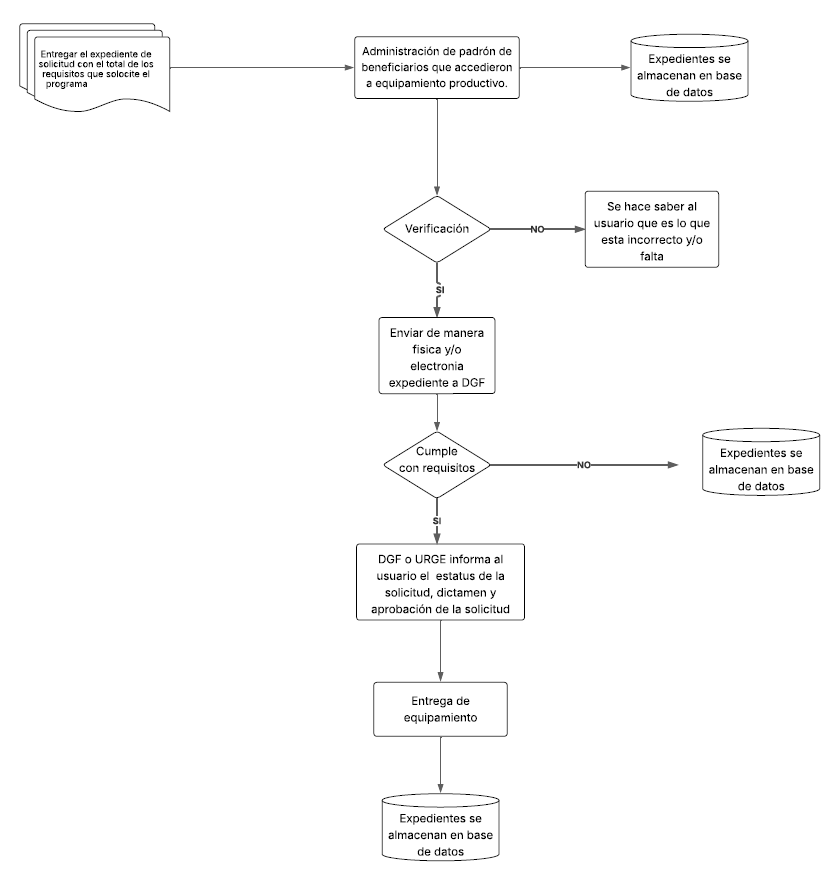 Entregar el expediente de
solicitud con el total de los
requisitos que solocite el
programa
Administración de padrón de
beneficiarios que accedieron
a equipamiento productivo.
Expedientes se
almacenan en base
de datos
Verificación
NO
Se hace saber al
usuario que es lo que
esta incorrecto y/o
falta
SI
Enviar de manera
fisica y/o
electronia
expediente a DGF
Cumple
con requisitos
NO
Expedientes se
almacenan en base
de datos
SI
DGF o URGE informa al
usuario el estatus de la
solicitud, dictamen y
aprobación de la solicitud
Entrega de
equipamiento
Expedientes se
almacenan en base
de datos